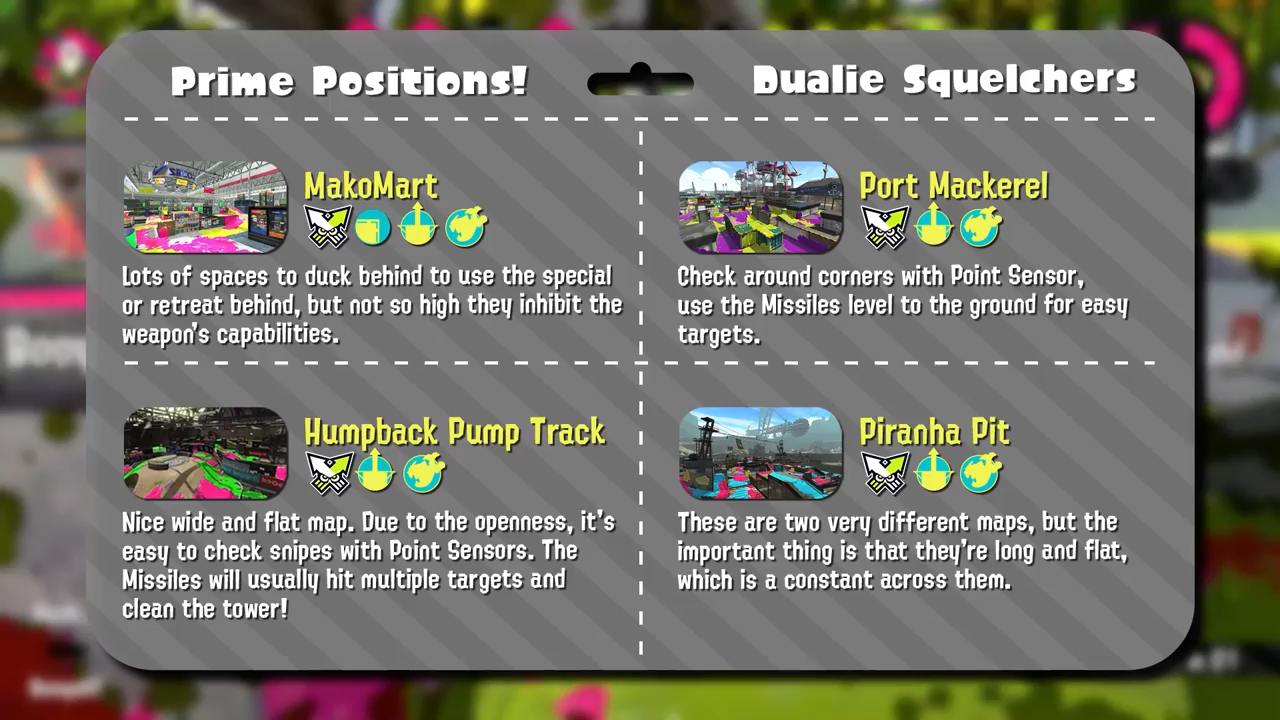 Prime Positions!
Dualie Squelchers
MakoMart
Lots of spaces to duck behind to use the special
or retreat behind, but not so high they inhibit the
weapon's capabilities.
Port Mackerel
Check around corners with Point Sensor,
use the Missiles level to the ground for easy
targets.
Humpback Pump Track
Nice wide and flat map. Due to the openness, it's
easy to check snipes with Point Sensors. The
Missiles will usually hit multiple targets and
clean the tower!
Piranha Pit
These are two very different maps, but the
important thing is that they're long and flat,
which is a constant across them.